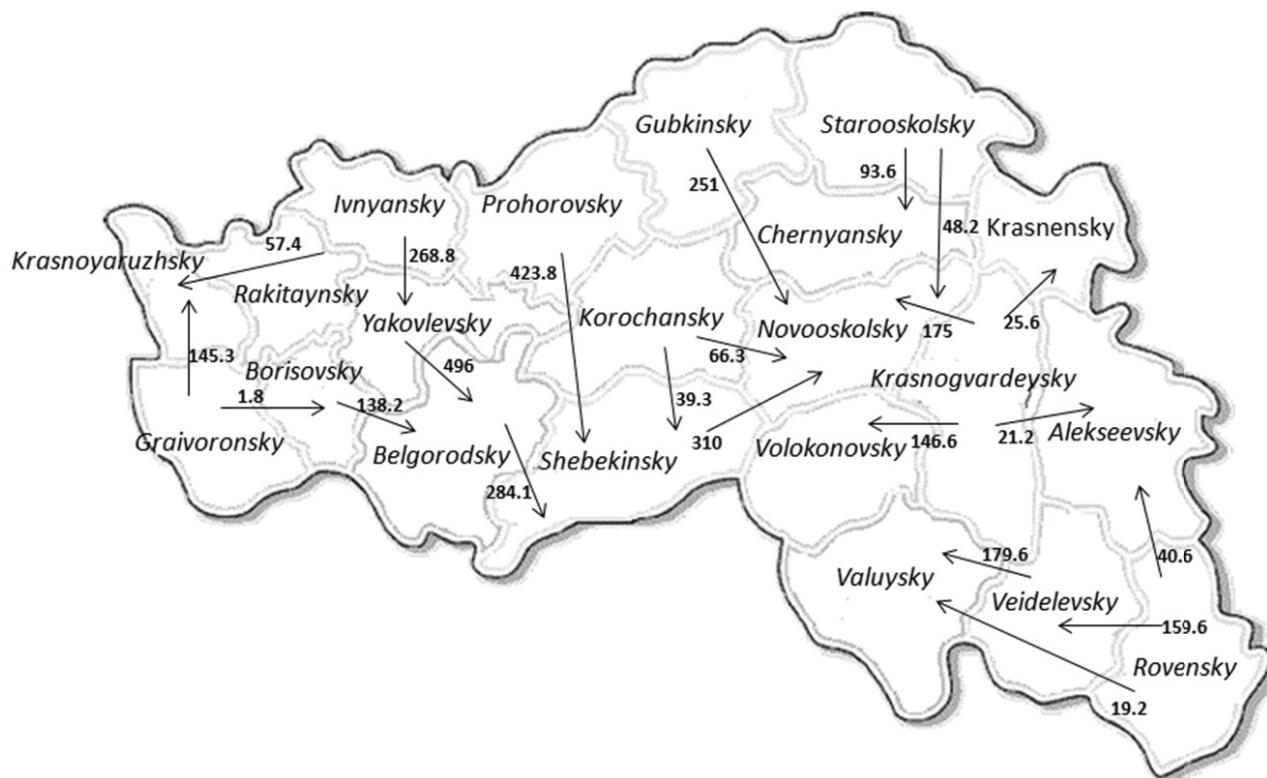 Gubkinsky
Starooskolsky
93.6
251
Ivnyansky
Prohorovsky
Chernyansky
48.2
Krasnensky
57.4
268.8
Krasnoyaruzhsky
423.8
Rakitaynsky
Yakovlevsky
Korochansky
Novooskolsky
175
25.6
145.3
496
66.3
Borisovsky
Krasnogvardeysky
1.8
138.2
39.3
Graivoronsky
310
146.6
21.2
Alekseevsky
Belgorodsky
Shebekinsky
Volokonovsky
284.1
179.6
40.6
Valuysky
Veidelevsky
159.6
Rovensky
19.2